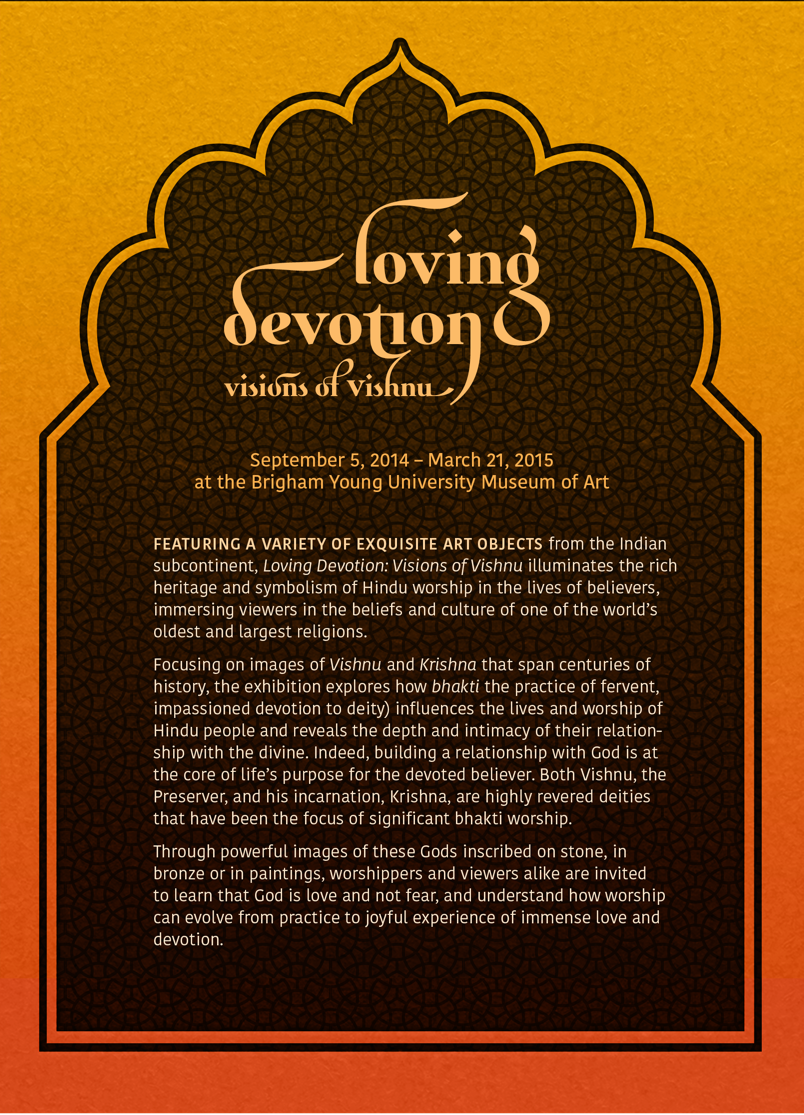 loving
devotion
visions of Vishnu
September 5, 2014 – March 21, 2015
at the Brigham Young University Museum of Art
FEATURING A VARIETY OF EXQUISITE ART OBJECTS from the Indian
subcontinent, Loving Devotion: Visions of Vishnu illuminates the rich
heritage and symbolism of Hindu worship in the lives of believers,
immersing viewers in the beliefs and culture of one of the world’s
oldest and largest religions.
Focusing on images of Vishnu and Krishna that span centuries of
history, the exhibition explores how bhakti the practice of fervent,
impassioned devotion to deity) influences the lives and worship of
Hindu people and reveals the depth and intimacy of their relation-
ship with the divine. Indeed, building a relationship with God is at
the core of life’s purpose for the devoted believer. Both Vishnu, the
Preserver, and his incarnation, Krishna, are highly revered deities
that have been the focus of significant bhakti worship.
Through powerful images of these Gods inscribed on stone, in
bronze or in paintings, worshippers and viewers alike are invited
to learn that God is love and not fear, and understand how worship
can evolve from practice to joyful experience of immense love and
devotion.